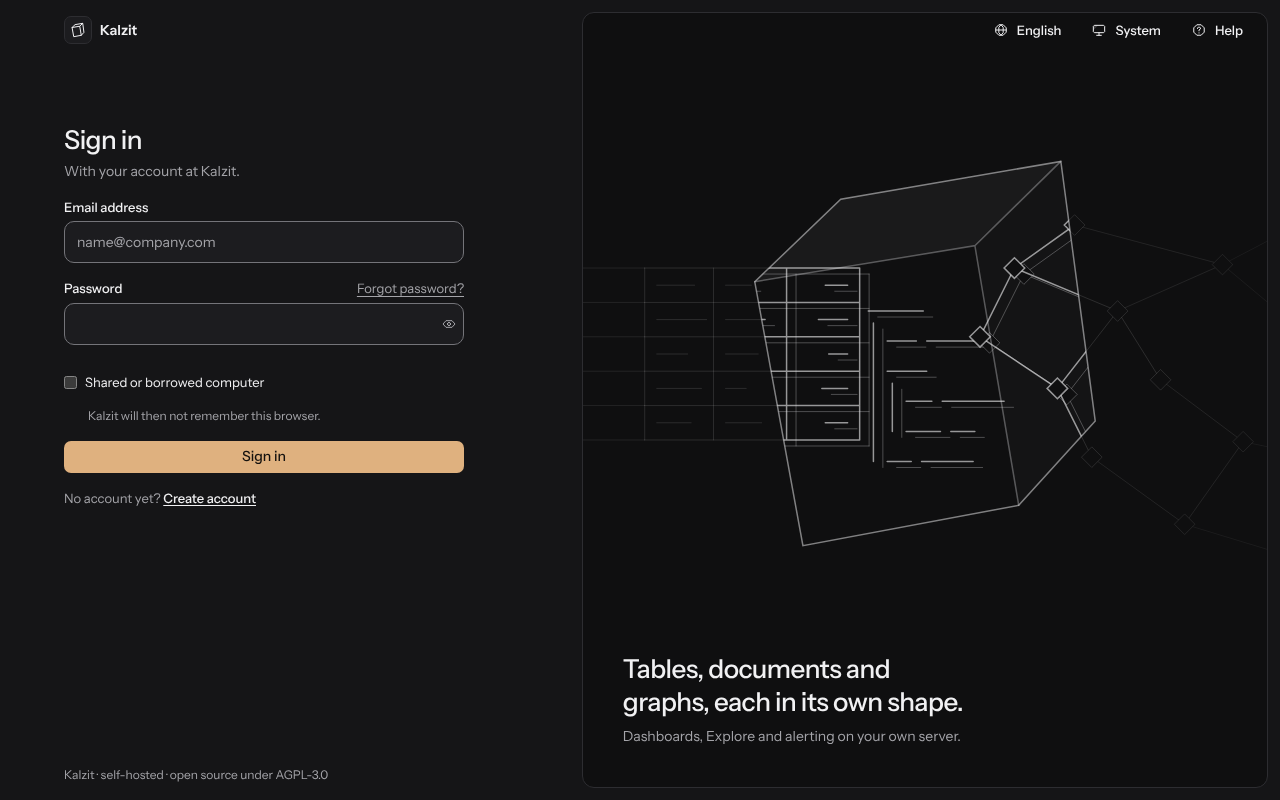 Kalzit
English
System
Help
Sign in
With your account at Kalzit.
Email address
name@company.com
Password
Forgot password?
Shared or borrowed computer
Kalzit will then not remember this browser.
Sign in
No account yet? Create account
Tables, documents and
graphs, each in its own shape.
Dashboards, Explore and alerting on your own server.
Kalzit · self-hosted · open source under AGPL-3.0